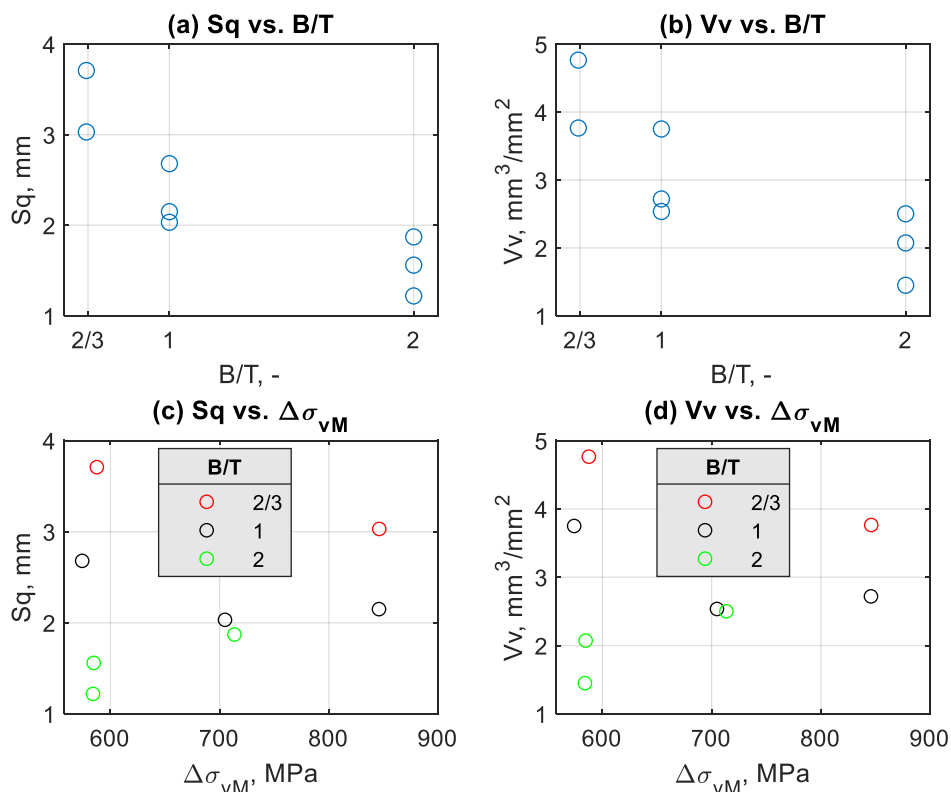 (a) Sq vs. B/T
4
3
2
1
Sq, mm
2/3 1 2
B/T, -
(b) Vv vs. B/T
5
4
3
2
1
Vv, mm³/mm²
2/3 1 2
B/T, -
(c) Sq vs. Δσ_vM
4
3
2
1
Sq, mm
B/T
2/3
1
2
600 700 800 900
Δσ_vM, MPa
(d) Vv vs. Δσ_vM
5
4
3
2
1
Vv, mm³/mm²
B/T
2/3
1
2
600 700 800 900
Δσ_vM, MPa